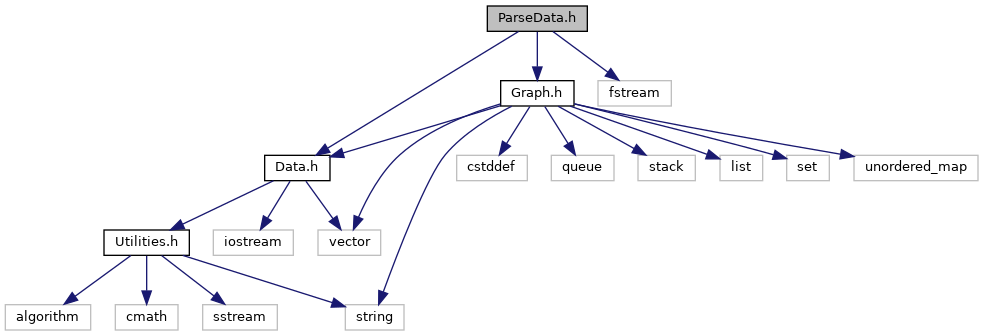 ParseData.h
Graph.h
fstream
Data.h
cstddef
queue
stack
list
set
unordered_map
Utilities.h
iostream
vector
algorithm
cmath
sstream
string